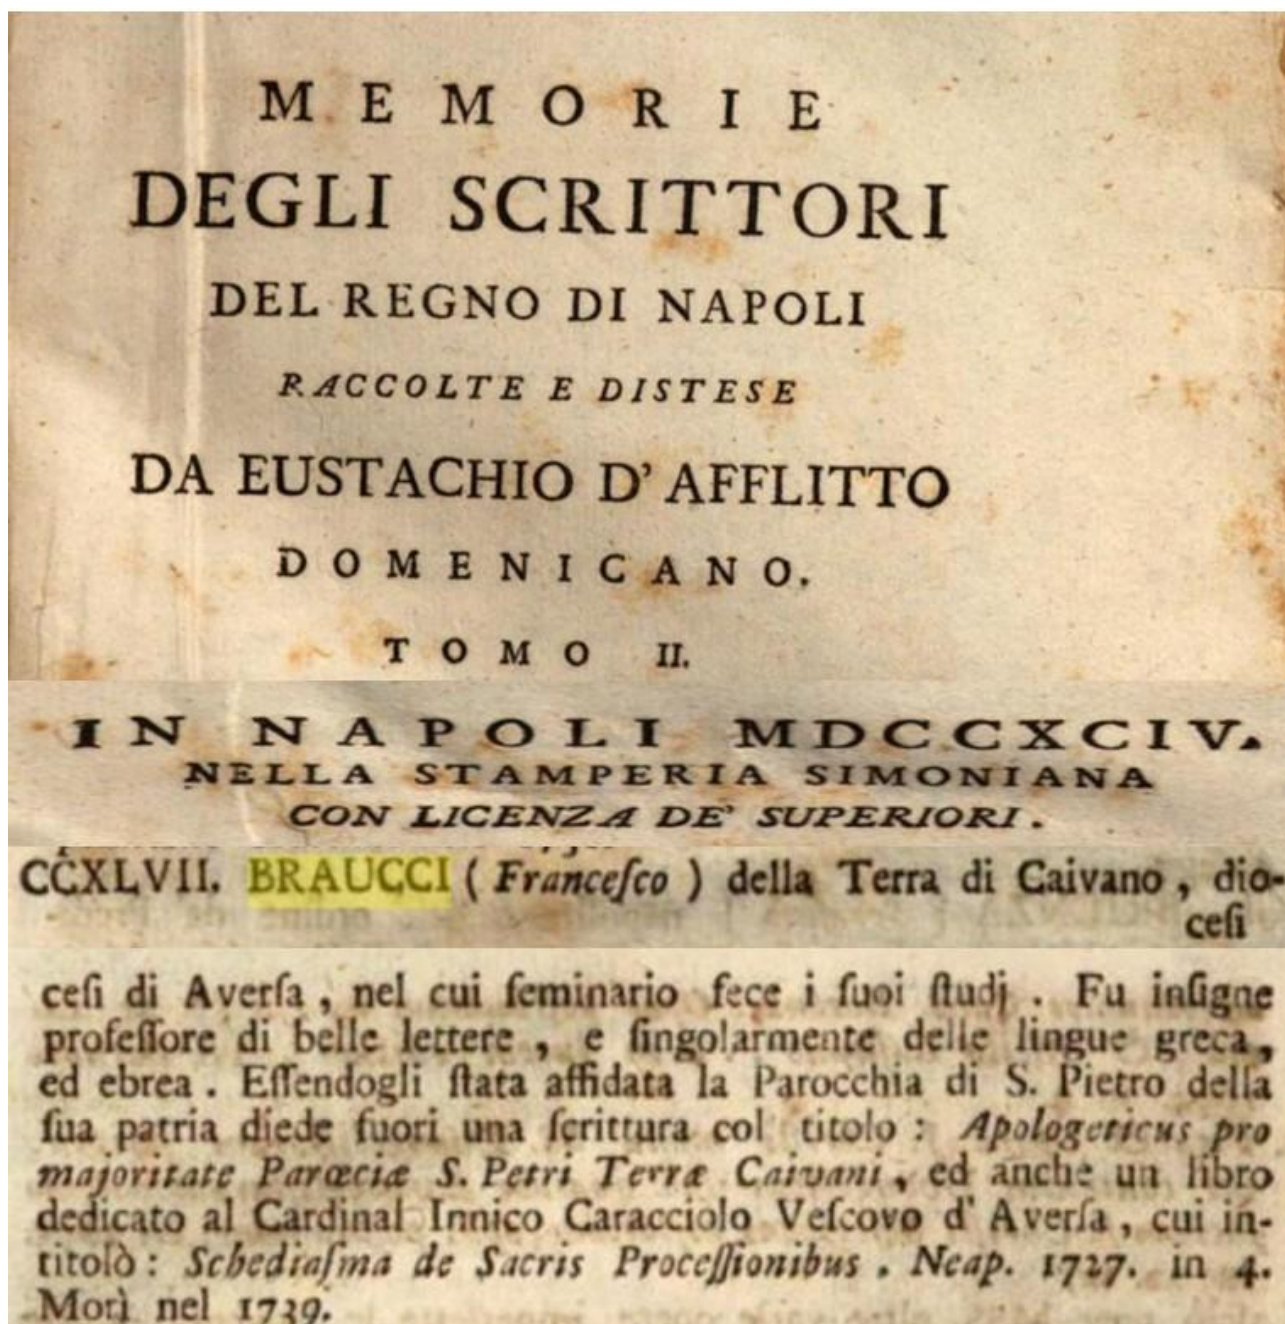 MEMORIE
DEGLI SCRITTORI
DEL REGNO DI NAPOLI
RACCOLTE E DISTESE
DA EUSTACHIO D' AFFLITTO
DOMENICANO.
TOMO II.
IN NAPOLI MDCCXCIV.
NELLA STAMPERIA SIMONIANA
CON LICENZA DE' SUPERIORI.
CCXLVII. BRAUCCI (Franceſco) della Terra di Caivano, dio-
ceſi
ceſi di Averſa, nel cui ſeminario fece i ſuoi ſtudj. Fu inſigne
profeſſore di belle lettere, e ſingolarmente delle lingue greca,
ed ebrea. Eſſendogli ſtata affidata la Parocchia di S. Pietro della
ſua patria diede fuori una ſcrittura col titolo: Apologeticus pro
majoritate Parœciæ S. Petri Terræ Caivani, ed anche un libro
dedicato al Cardinal Innico Caracciolo Veſcovo d' Averſa, cui in-
titolò: Schediaſma de Sacris Proceſſionibus. Neap. 1727. in 4.
Morì nel 1739.